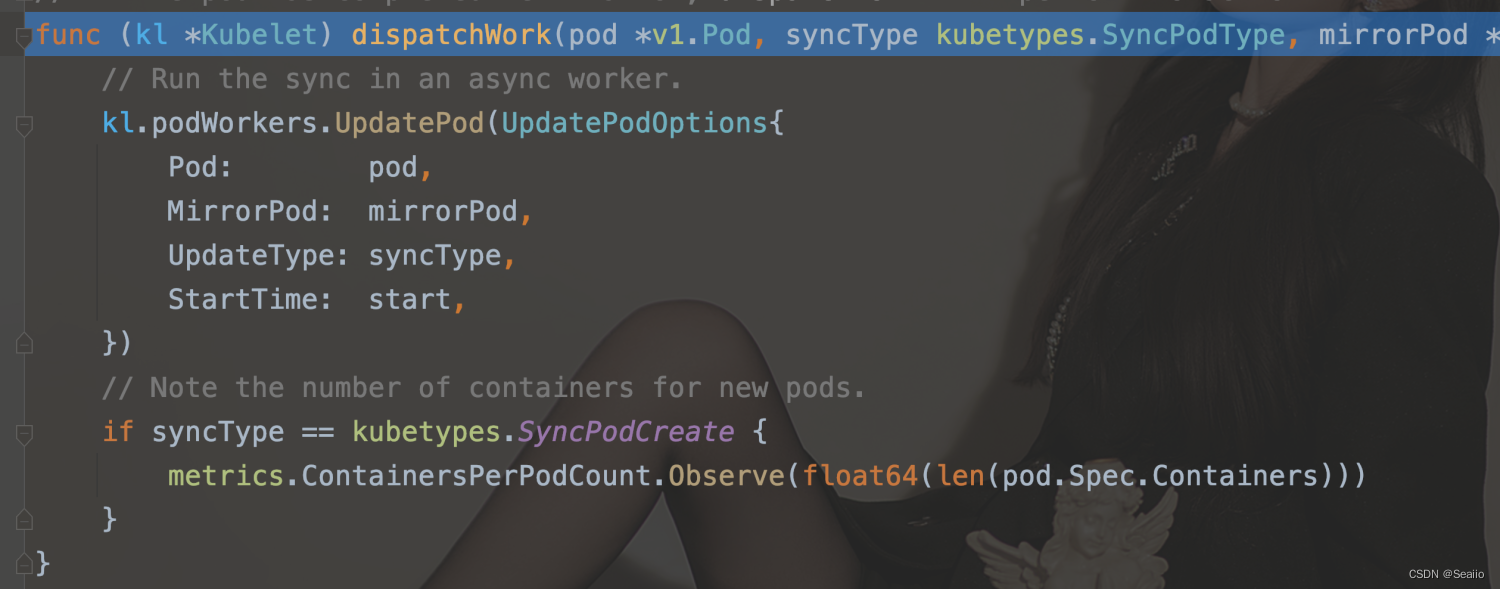 func (kl *Kubelet) dispatchWork(pod *v1.Pod, syncType kubetypes.SyncPodType, mirrorPod *
// Run the sync in an async worker.
kl.podWorkers.UpdatePod(UpdatePodOptions{
Pod: pod,
MirrorPod: mirrorPod,
UpdateType: syncType,
StartTime: start,
})
// Note the number of containers for new pods.
if syncType == kubetypes.SyncPodCreate {
metrics.ContainersPerPodCount.Observe(float64(len(pod.Spec.Containers)))
}
}
CSDN @Seaiio